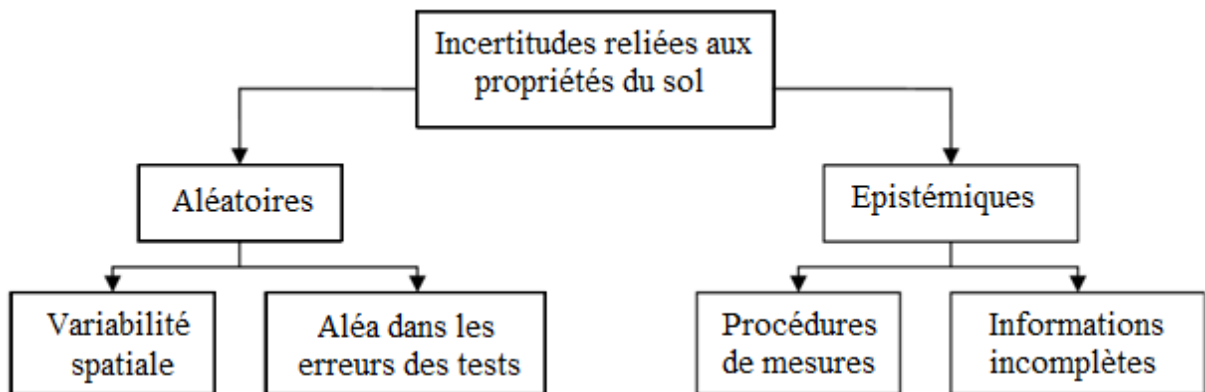 Incertitudes reliées aux
propriétés du sol
Aléatoires
Epistémiques
Variabilité
spatiale
Aléa dans les
erreurs des tests
Procédures
de mesures
Informations
incomplètes